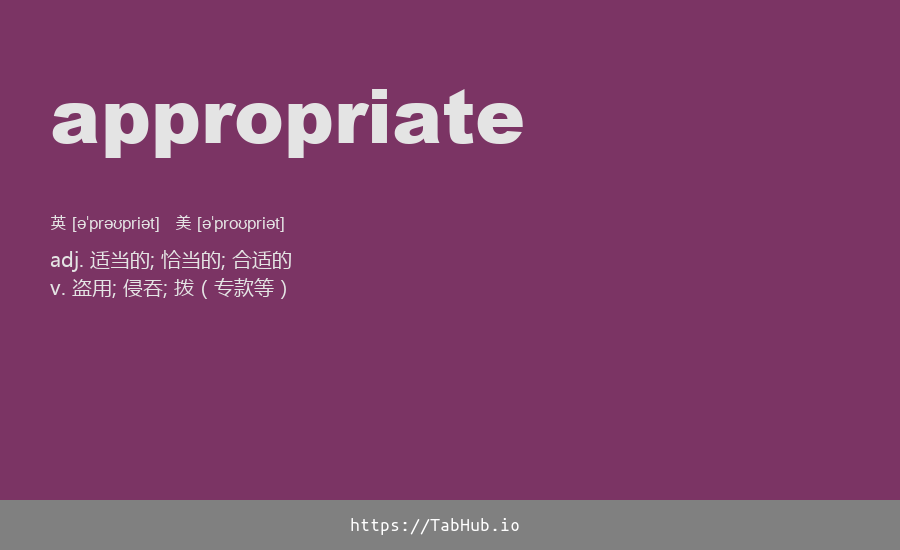 appropriate
英 [əˈprəʊpriət] 美 [əˈproʊpriət]
adj. 适当的; 恰当的; 合适的
v. 盗用; 侵吞; 拨（专款等）
https://TabHub.io